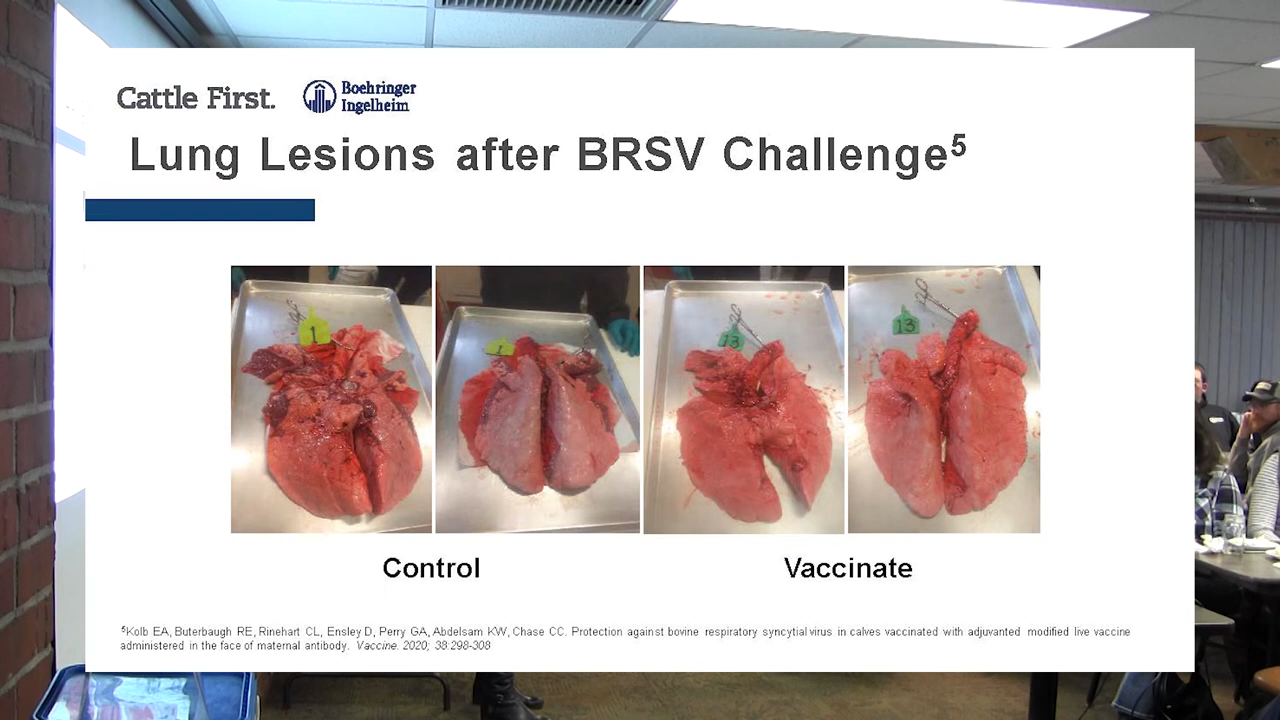 Cattle First.
Boehringer
Ingelheim
Lung Lesions after BRSV Challenge⁵
1
1
13
13
Control
Vaccinate
⁵Kolb EA, Buterbaugh RE, Rinehart CL, Ensley D, Perry GA, Abdelsam KW, Chase CC. Protection against bovine respiratory syncytial virus in calves vaccinated with adjuvanted modified live vaccine
administered in the face of maternal antibody. Vaccine. 2020; 38:298-308